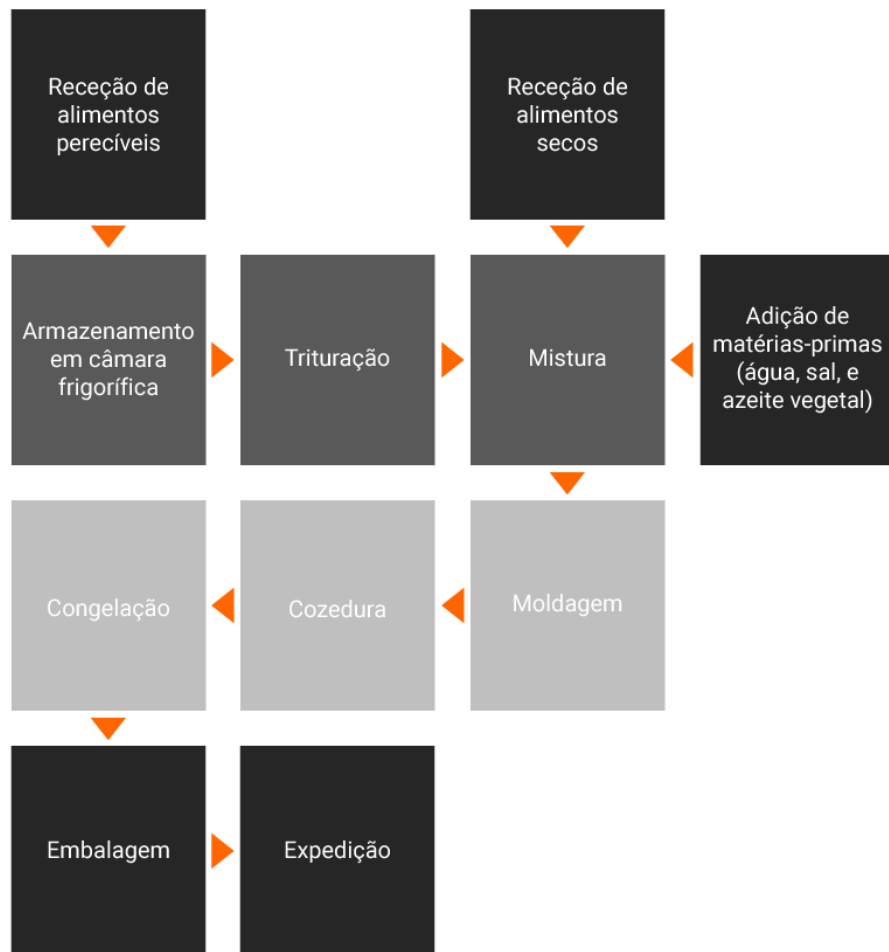 Receção de
alimentos
perecíveis
Receção de
alimentos
secos
Armazenamento
em câmara
frigorífica
Trituração
Mistura
Adição de
matérias-primas
(água, sal, e
azeite vegetal)
Congelação
Cozedura
Moldagem
Embalagem
Expedição